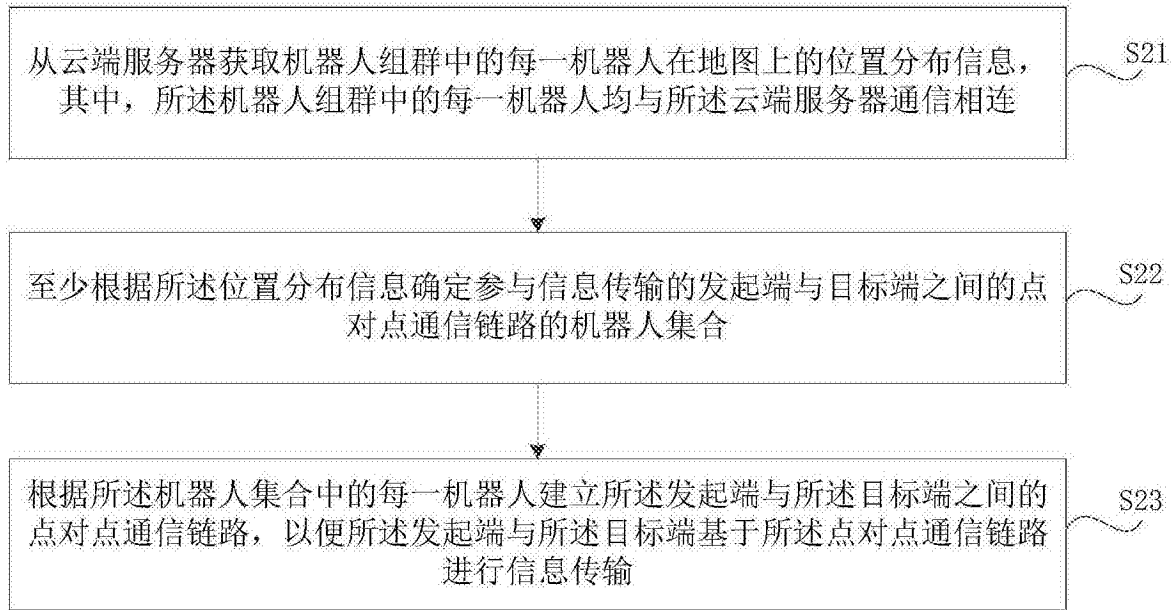 从云端服务器获取机器人组群中的每一机器人在地图上的位置分布信息，
其中，所述机器人组群中的每一机器人均与所述云端服务器通信相连
S21
至少根据所述位置分布信息确定参与信息传输的发起端与目标端之间的点
对点通信链路的机器人集合
S22
根据所述机器人集合中的每一机器人建立所述发起端与所述目标端之间的
点对点通信链路，以便所述发起端与所述目标端基于所述点对点通信链路
进行信息传输
S23